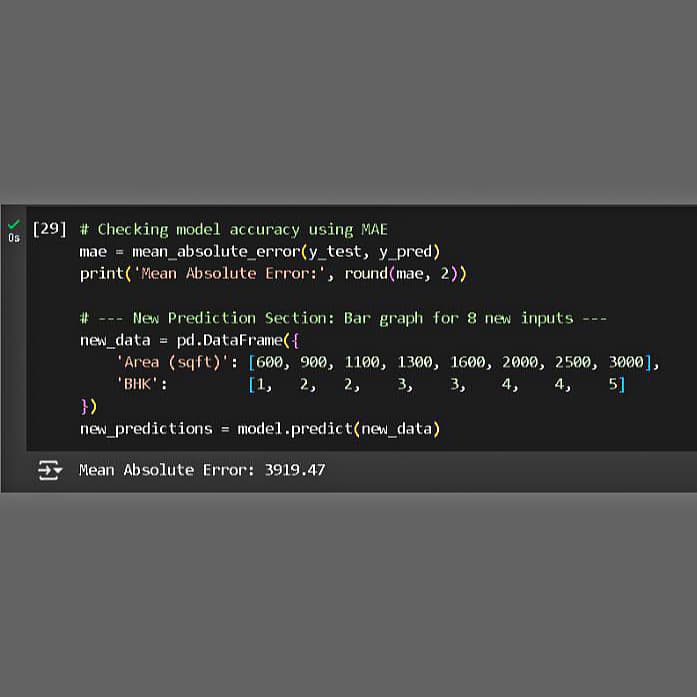 [29] # Checking model accuracy using MAE
mae = mean_absolute_error(y_test, y_pred)
print('Mean Absolute Error:', round(mae, 2))
# --- New Prediction Section: Bar graph for 8 new inputs ---
new_data = pd.DataFrame({
'Area (sqft)': [600, 900, 1100, 1300, 1600, 2000, 2500, 3000],
'BHK': [1, 2, 2, 3, 3, 4, 4, 5]
})
new_predictions = model.predict(new_data)
0s
Mean Absolute Error: 3919.47